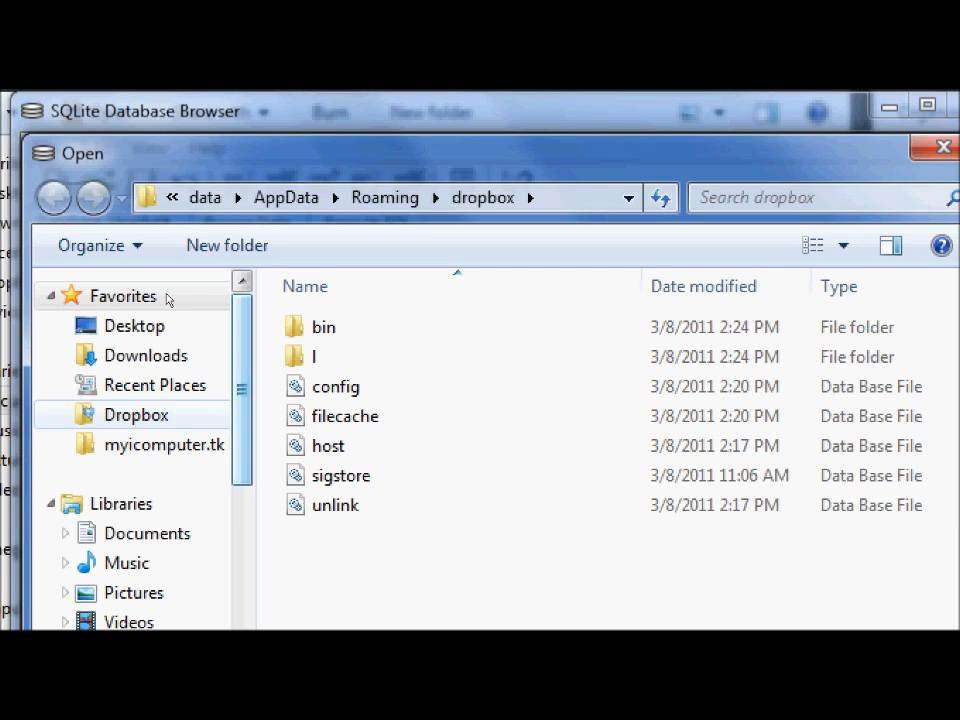 SQLite Database Browser
Burn New folder
Open
« data AppData Roaming dropbox Search dropbox
Organize New folder
Name Date modified Type
Favorites
Desktop
Downloads
Recent Places
Dropbox
myicomputer.tk
Libraries
Documents
Music
Pictures
Videos
bin 3/8/2011 2:24 PM File folder
l 3/8/2011 2:24 PM File folder
config 3/8/2011 2:20 PM Data Base File
filecache 3/8/2011 2:20 PM Data Base File
host 3/8/2011 2:17 PM Data Base File
sigstore 3/8/2011 11:06 AM Data Base File
unlink 3/8/2011 2:17 PM Data Base File